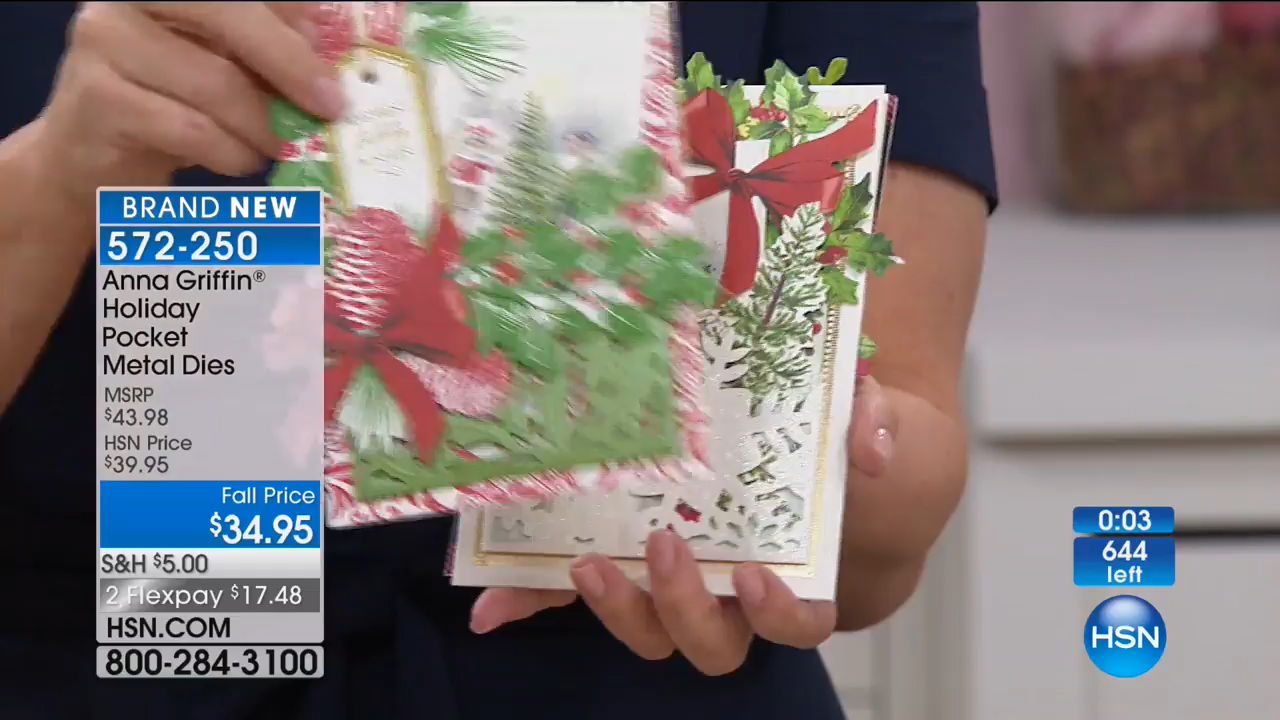 BRAND NEW
572-250
Anna Griffin®
Holiday
Pocket
Metal Dies
MSRP
$43.98
HSN Price
$39.95
Fall Price
$34.95
S&H $5.00
2 Flexpay $17.48
HSN.COM
800-284-3100
0:03
644
left
HSN